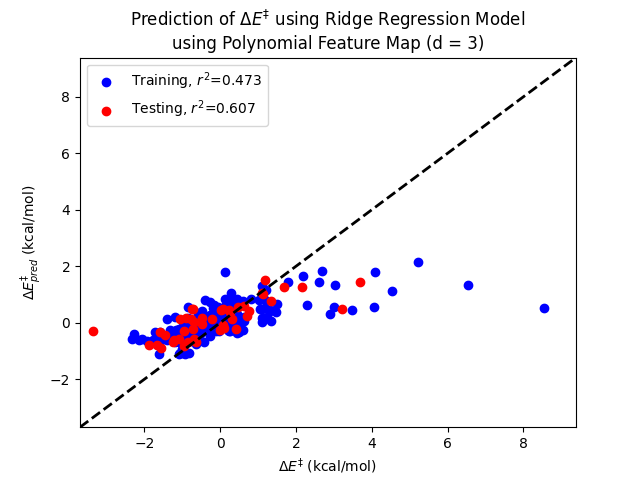 Prediction of ΔE‡ using Ridge Regression Model
using Polynomial Feature Map (d = 3)
Training, r²=0.473
Testing, r²=0.607
8
6
4
2
0
−2
ΔE‡pred (kcal/mol)
−2 0 2 4 6 8
ΔE‡ (kcal/mol)